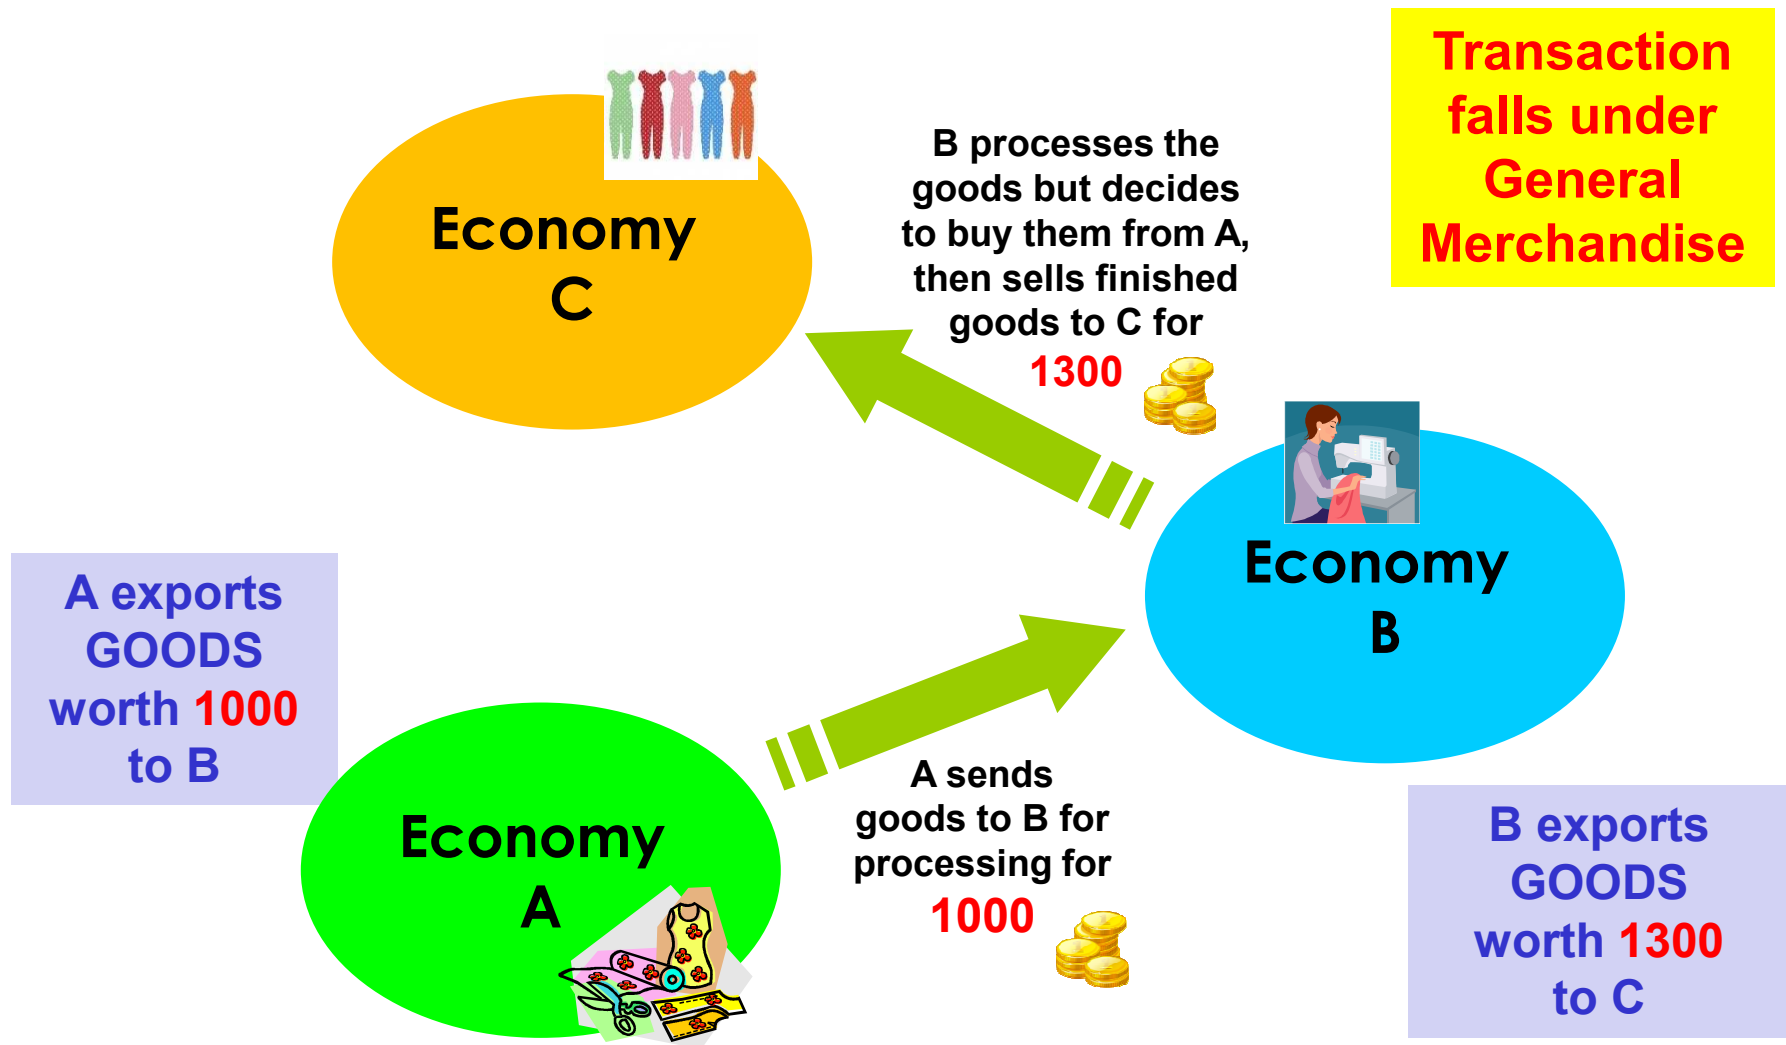 Transaction
falls under
General
Merchandise
B processes the
goods but decides
to buy them from A,
then sells finished
goods to C for
1300
Economy
C
Economy
B
A exports
GOODS
worth 1000
to B
A sends
goods to B for
processing for
1000
Economy
A
B exports
GOODS
worth 1300
to C